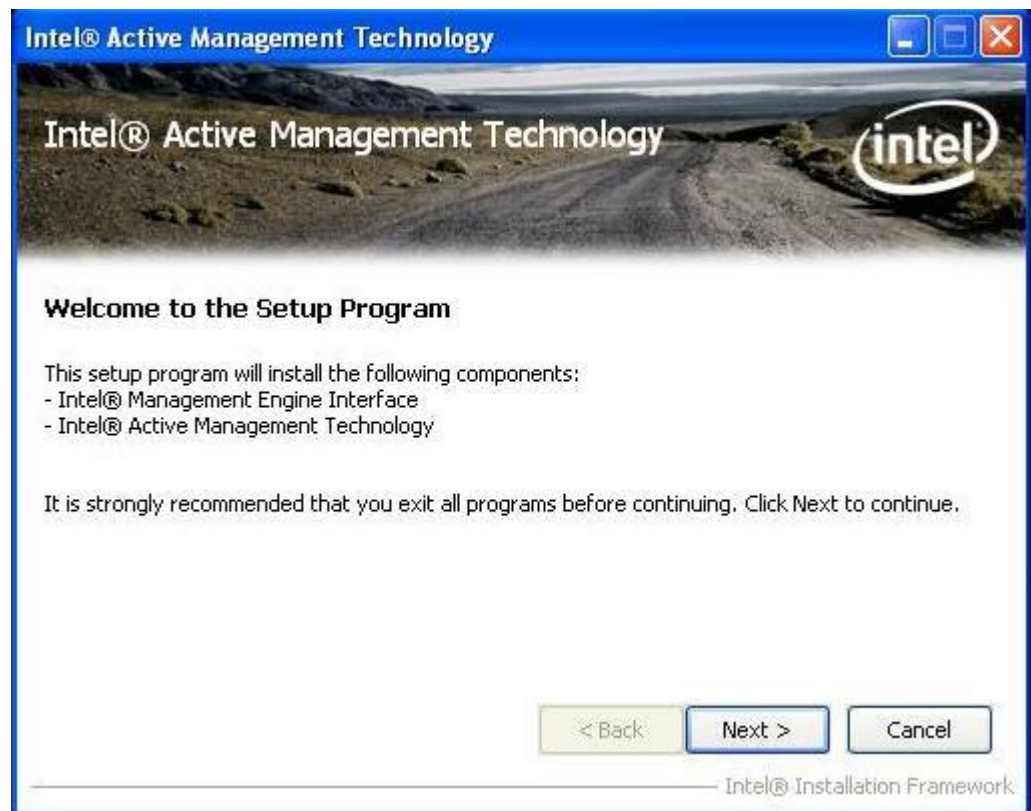 Intel® Active Management Technology
Intel® Active Management Technology
intel
Welcome to the Setup Program
This setup program will install the following components:
- Intel® Management Engine Interface
- Intel® Active Management Technology
It is strongly recommended that you exit all programs before continuing. Click Next to continue.
< Back
Next >
Cancel
Intel® Installation Framework